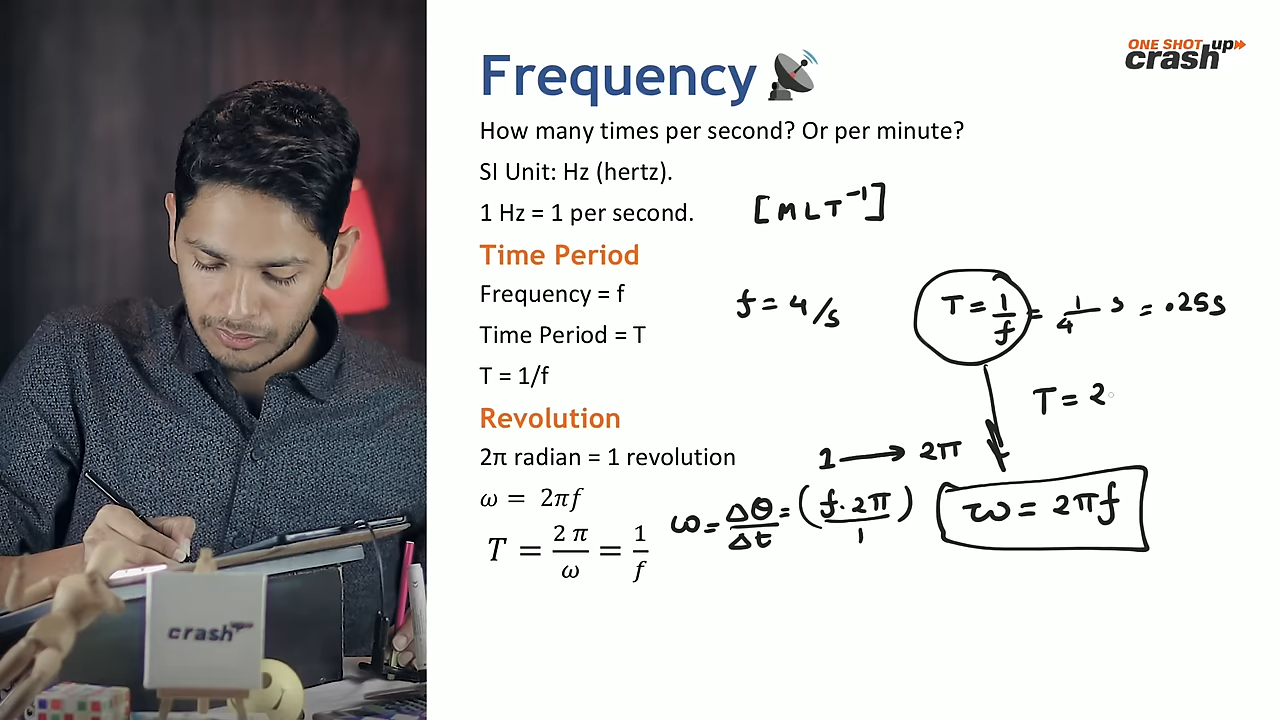 Frequency
ONE SHOT
crash up
How many times per second? Or per minute?
SI Unit: Hz (hertz).
1 Hz = 1 per second.
[MLT⁻¹]
Time Period
Frequency = f
f = 4/s
T = 1/f = 1/4 s = .25s
Time Period = T
T = 1/f
T = 2
Revolution
2π radian = 1 revolution
1 → 2π
ω = 2πf
ω = Δθ/Δt = (f·2π/1)
ω = 2πf
T = 2π/ω = 1/f
crash